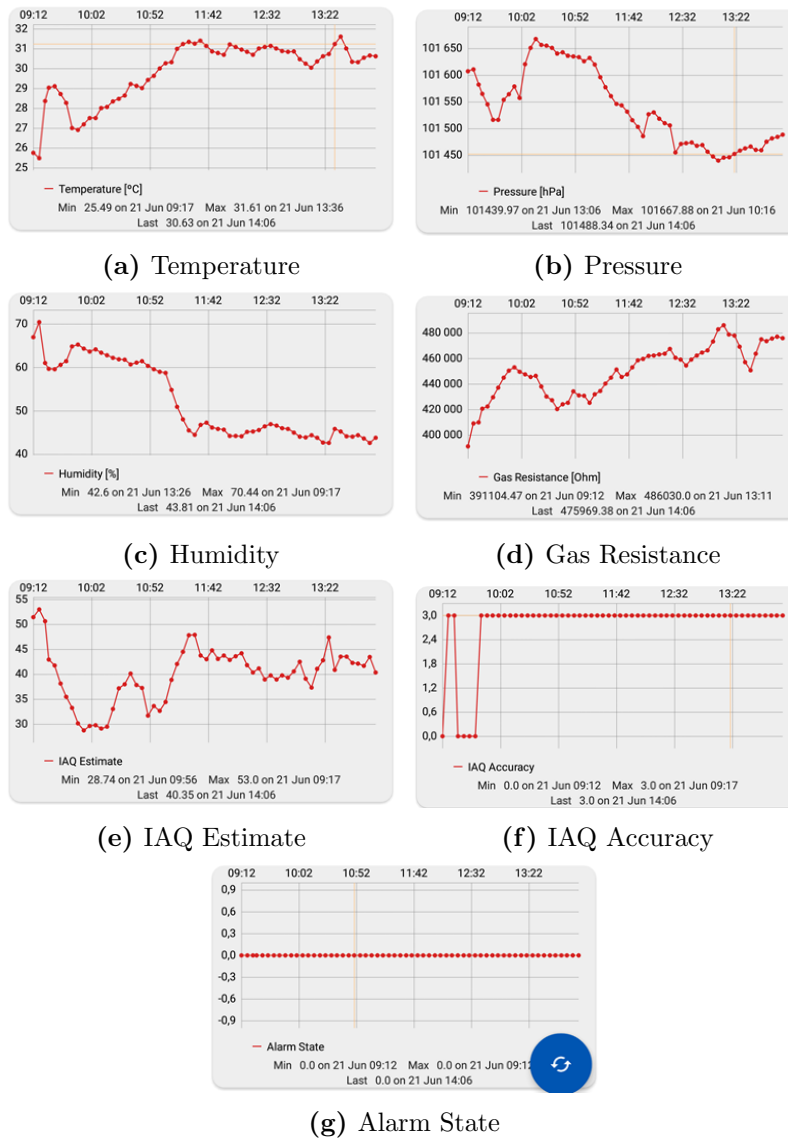 09:12 10:02 10:52 11:42 12:32 13:22
32
31
30
29
28
27
26
25
Temperature [ºC]
Min 25.49 on 21 Jun 09:17 Max 31.61 on 21 Jun 13:36
Last 30.63 on 21 Jun 14:06
(a) Temperature
09:12 10:02 10:52 11:42 12:32 13:22
101 650
101 600
101 550
101 500
101 450
Pressure [hPa]
Min 101439.97 on 21 Jun 13:06 Max 101667.88 on 21 Jun 10:16
Last 101488.34 on 21 Jun 14:06
(b) Pressure
09:12 10:02 10:52 11:42 12:32 13:22
70
60
50
40
Humidity [%]
Min 42.6 on 21 Jun 13:26 Max 70.44 on 21 Jun 09:17
Last 43.81 on 21 Jun 14:06
(c) Humidity
09:12 10:02 10:52 11:42 12:32 13:22
480 000
460 000
440 000
420 000
400 000
Gas Resistance [Ohm]
Min 391104.47 on 21 Jun 09:12 Max 486030.0 on 21 Jun 13:11
Last 475969.38 on 21 Jun 14:06
(d) Gas Resistance
09:12 10:02 10:52 11:42 12:32 13:22
55
50
45
40
35
30
IAQ Estimate
Min 28.74 on 21 Jun 09:56 Max 53.0 on 21 Jun 09:17
Last 40.35 on 21 Jun 14:06
(e) IAQ Estimate
09:12 10:02 10:52 11:42 12:32 13:22
3,0
2,4
1,8
1,2
0,6
0,0
IAQ Accuracy
Min 0.0 on 21 Jun 09:12 Max 3.0 on 21 Jun 09:17
Last 3.0 on 21 Jun 14:06
(f) IAQ Accuracy
09:12 10:02 10:52 11:42 12:32 13:22
0,9
0,6
0,3
0,0
-0,3
-0,6
-0,9
Alarm State
Min 0.0 on 21 Jun 09:12 Max 0.0 on 21 Jun 09:12
Last 0.0 on 21 Jun 14:06
(g) Alarm State